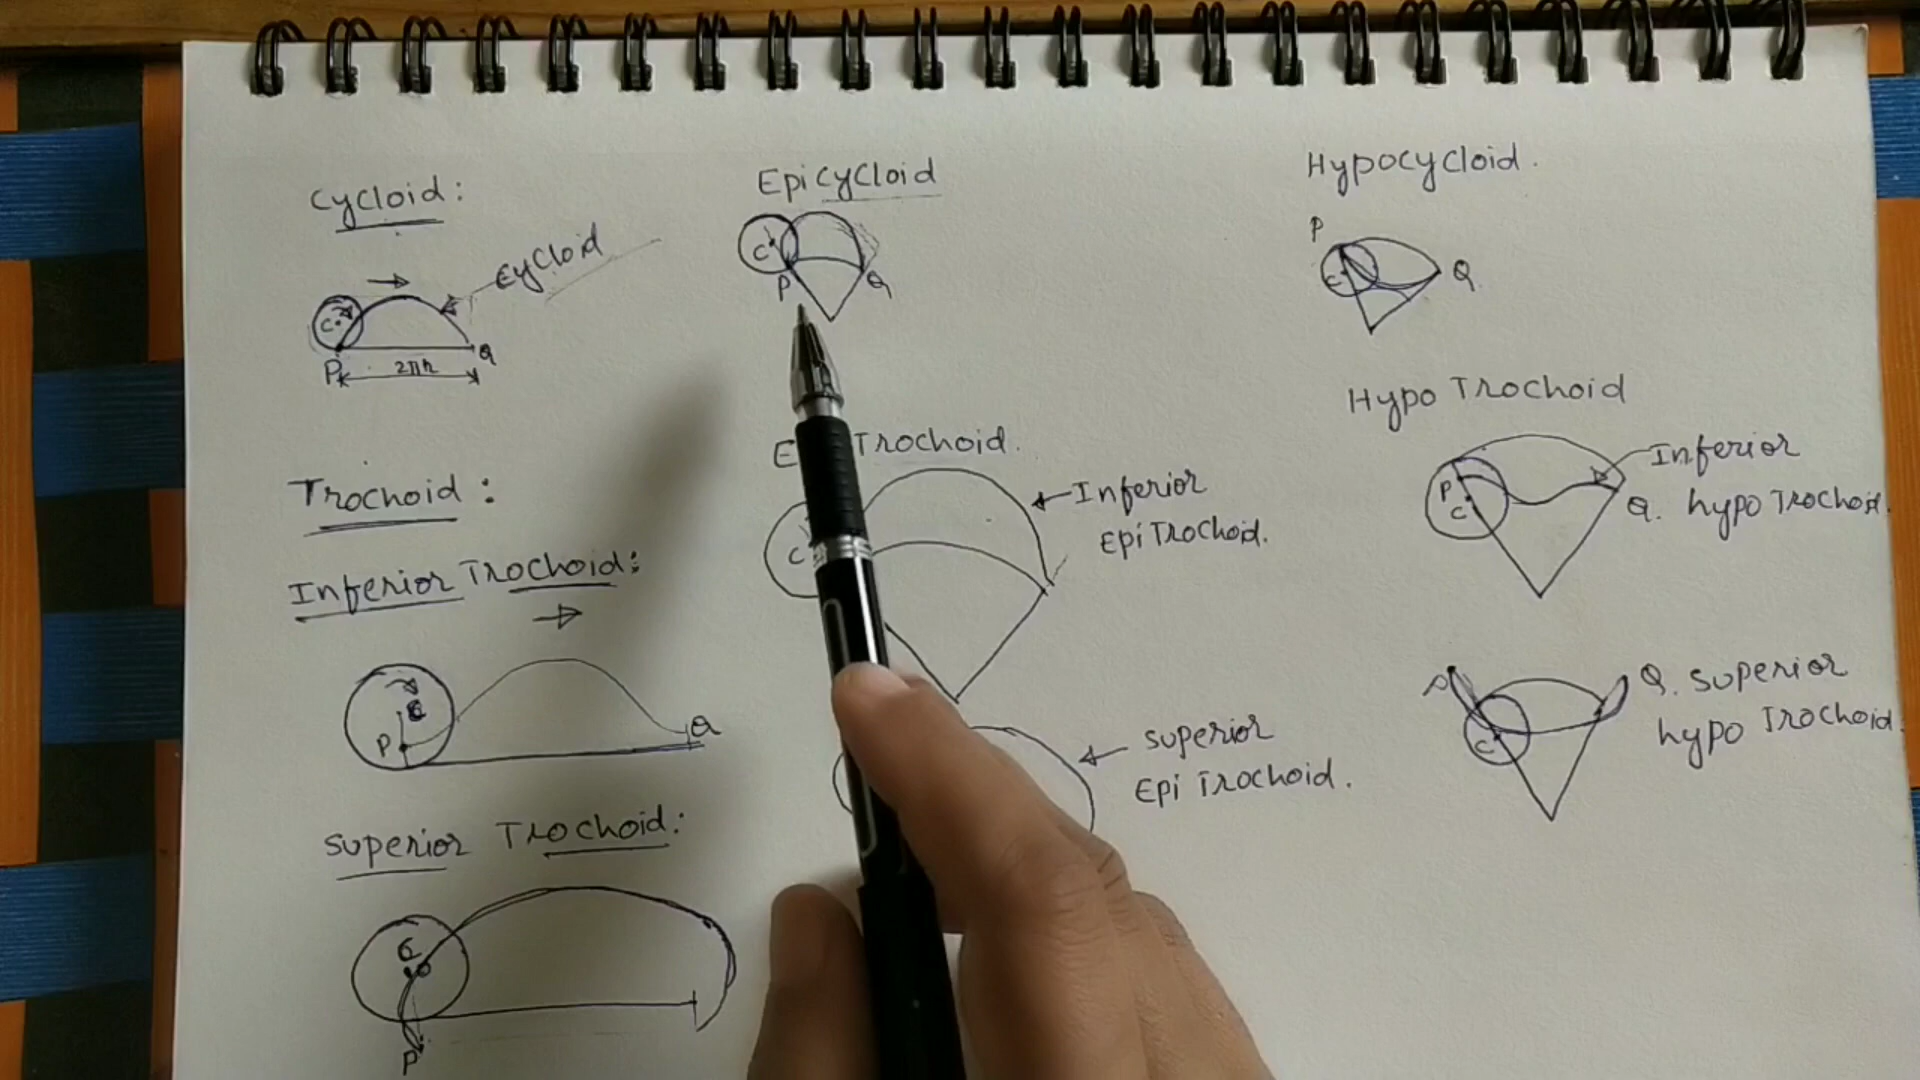 Cycloid:
cycloid
C
P
2πr
Q
Trochoid:
Inferior Trochoid:
C
P
Q
Superior Trochoid:
C
P
Epicycloid
C
P
Q
Trochoid.
C
Inferior
Epi Trochoid.
Superior
Epi Trochoid.
Hypocycloid.
P
C
Q
Hypo Trochoid
Inferior
P
C
Q. hypo Trochoid.
P
Q. Superior
C
hypo Trochoid